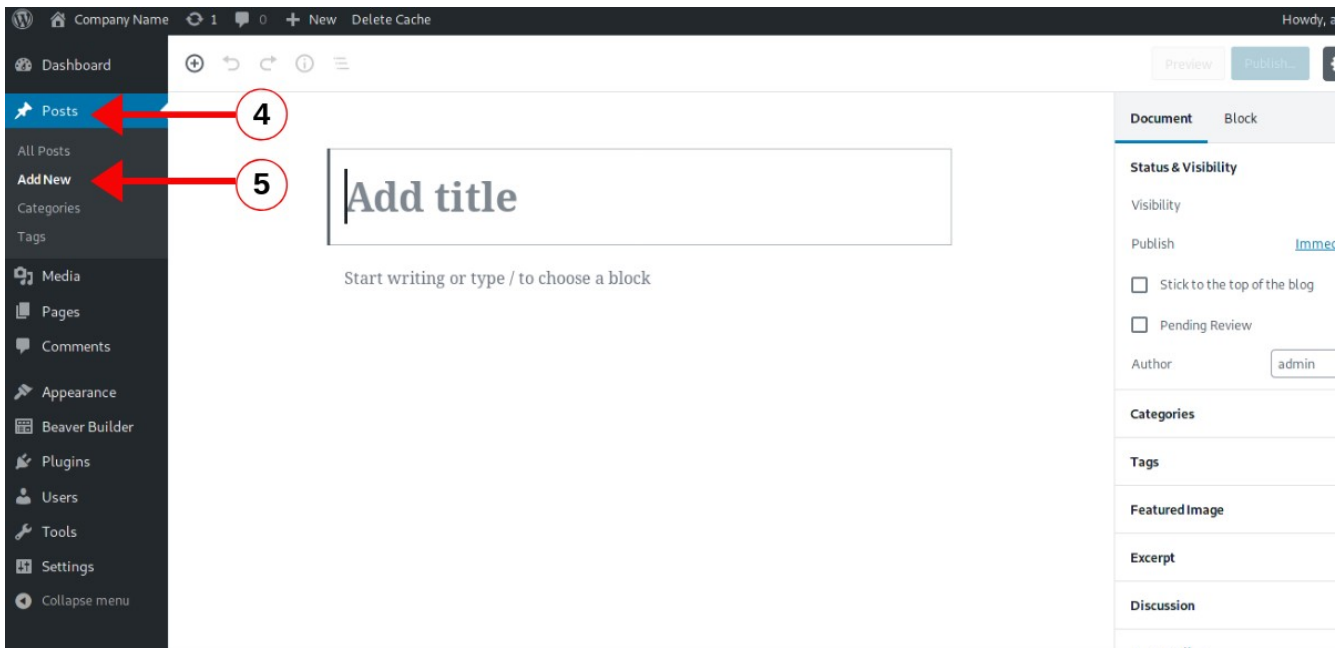 Company Name 1 0 New Delete Cache Howdy, a
Dashboard
Preview Publish...
Posts
4
All Posts
Add New
5
Categories
Tags
Media
Pages
Comments
Appearance
Beaver Builder
Plugins
Users
Tools
Settings
Collapse menu
Add title
Start writing or type / to choose a block
Document Block
Status & Visibility
Visibility
Publish Immed
Stick to the top of the blog
Pending Review
Author admin
Categories
Tags
Featured Image
Excerpt
Discussion